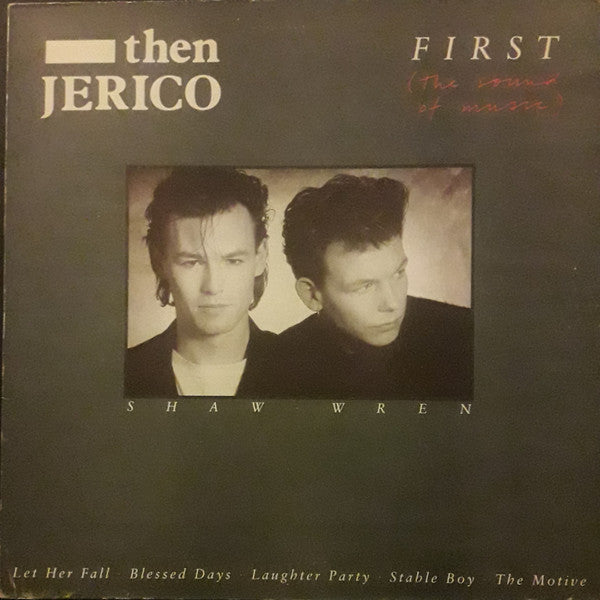 then
JERICO
FIRST
(the sound
of music)
SHAW · WREN
Let Her Fall · Blessed Days · Laughter Party · Stable Boy · The Motive